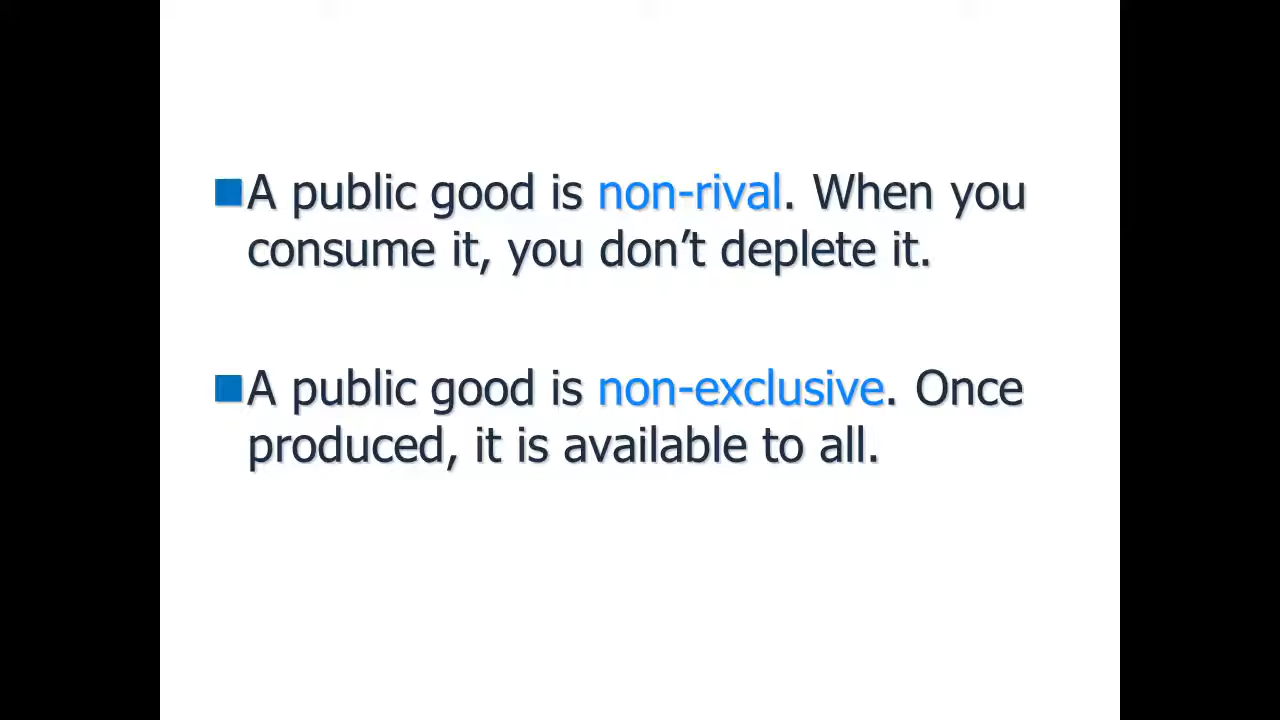 A public good is non-rival. When you
consume it, you don’t deplete it.
A public good is non-exclusive. Once
produced, it is available to all.